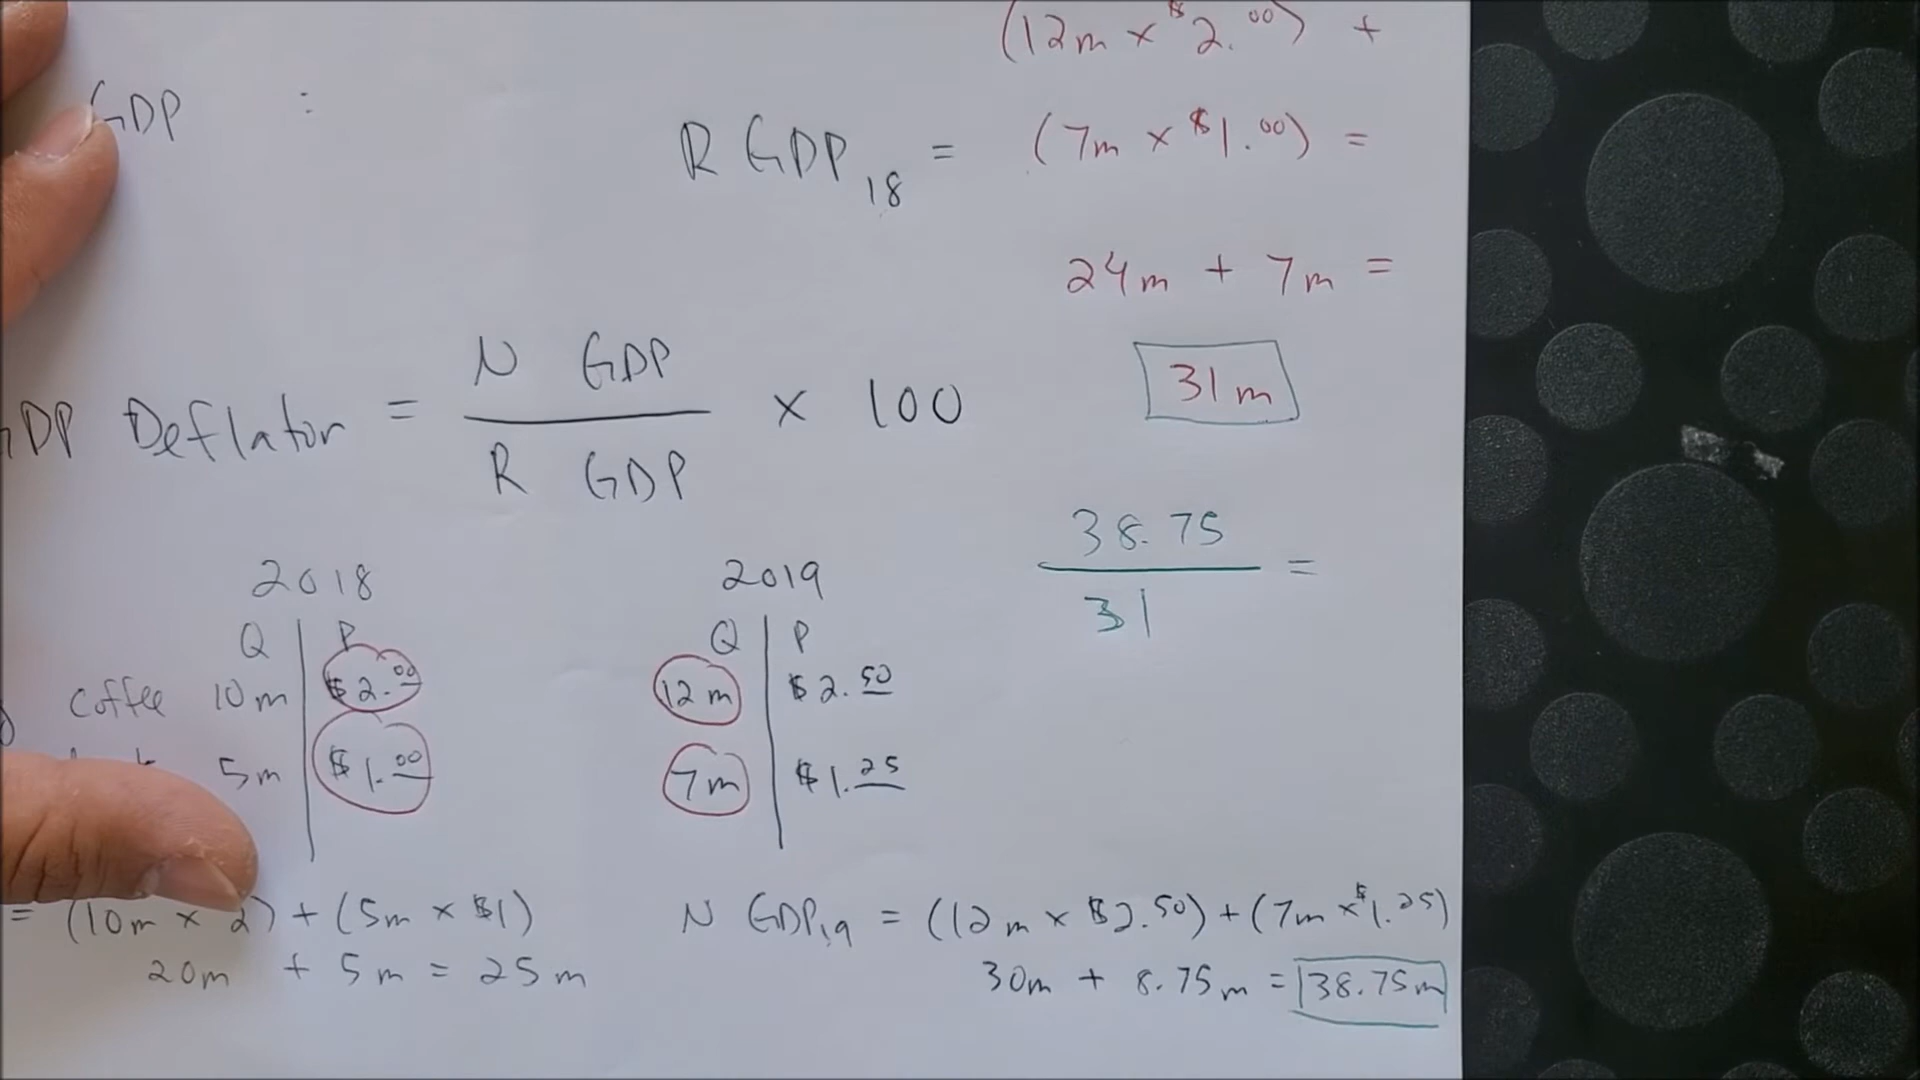 (12m × $2.00) +
GDP :
R GDP18 = (7m × $1.00) =
24m + 7m =
31m
GDP Deflator = N GDP / R GDP × 100
38.75
31 =
2018 2019
Q P Q P
coffee 10m $2.00 12m $2.50
5m $1.00 7m $1.25
= (10m × 2) + (5m × $1) N GDP19 = (12m × $2.50) + (7m × $1.25)
20m + 5m = 25m 30m + 8.75m = 38.75m